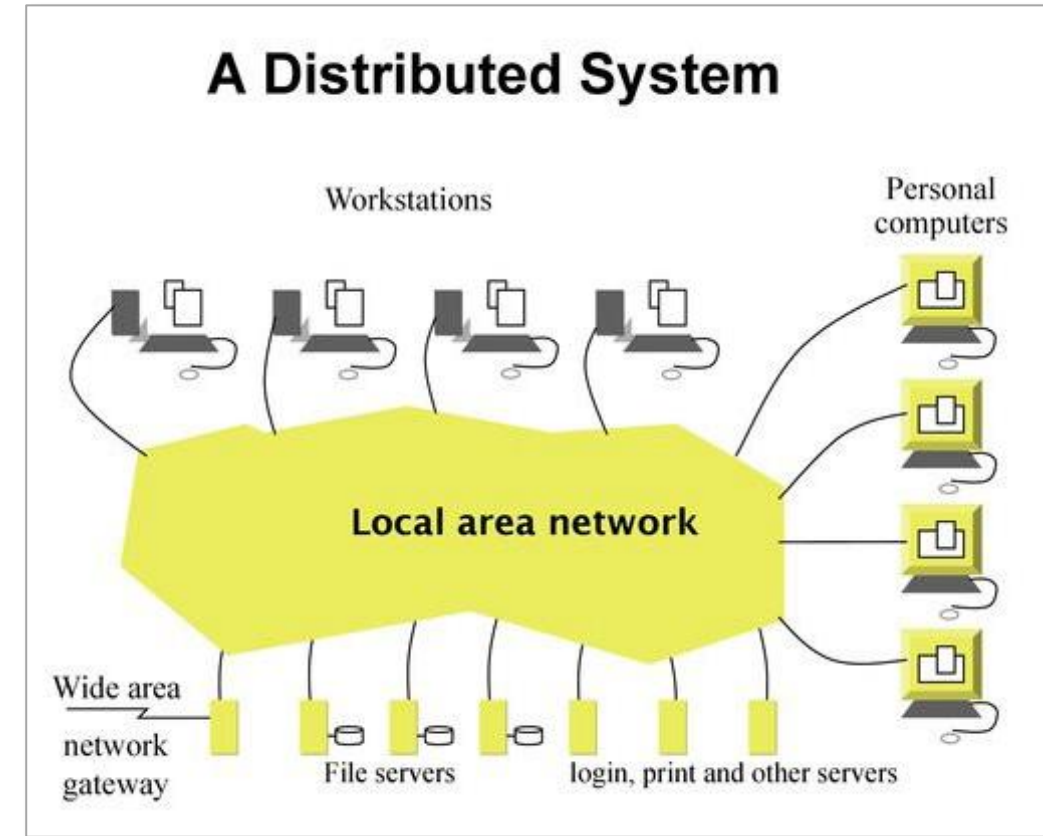 A Distributed System
Workstations
Personal
computers
Local area network
Wide area
network
gateway
File servers
login, print and other servers